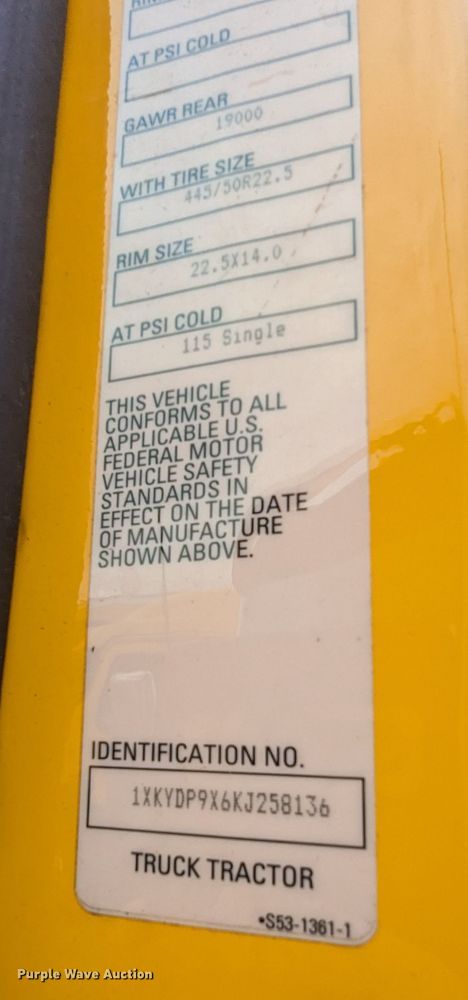 AT PSI COLD
GAWR REAR
19000
WITH TIRE SIZE
445/50R22.5
RIM SIZE
22.5X14.0
AT PSI COLD
115 Single
THIS VEHICLE
CONFORMS TO ALL
APPLICABLE U.S.
FEDERAL MOTOR
VEHICLE SAFETY
STANDARDS IN
EFFECT ON THE DATE
OF MANUFACTURE
SHOWN ABOVE.
IDENTIFICATION NO.
1XKYDP9X6KJ258136
TRUCK TRACTOR
•S53-1361-1
Purple Wave Auction